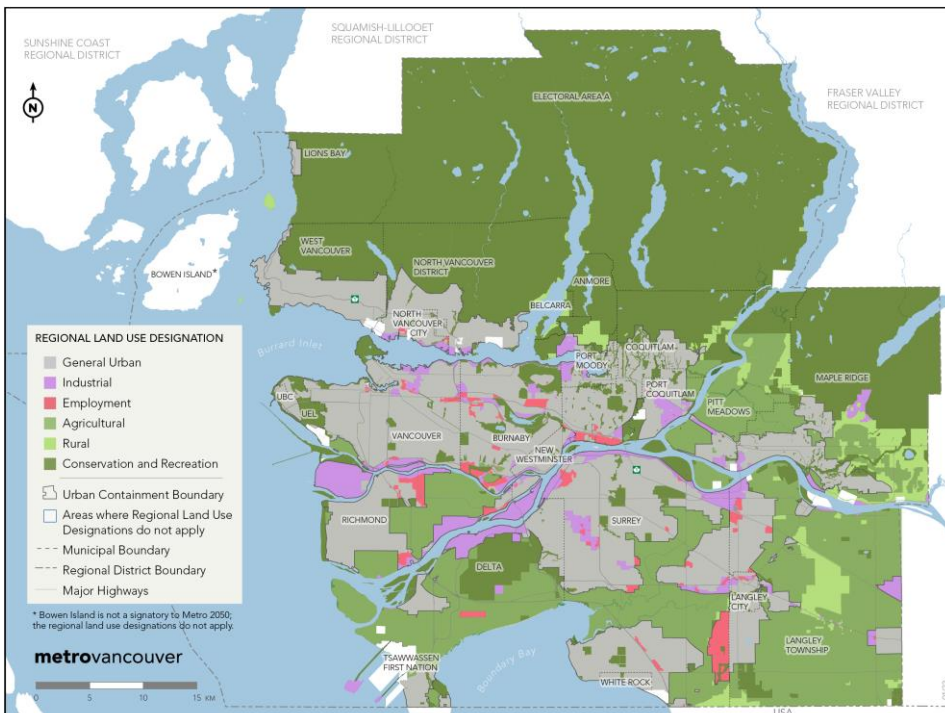 SQUAMISH-LILLOOET
REGIONAL DISTRICT
SUNSHINE COAST
REGIONAL DISTRICT
FRASER VALLEY
REGIONAL DISTRICT
N
ELECTORAL AREA A
LIONS BAY
WEST
VANCOUVER
NORTH VANCOUVER
DISTRICT
BOWEN ISLAND*
ANMORE
BELCARRA
NORTH
VANCOUVER
CITY
COQUITLAM
PORT
MOODY
PORT
COQUITLAM
MAPLE RIDGE
PITT
MEADOWS
Burrard Inlet
UBC
UEL
VANCOUVER
BURNABY
NEW
WESTMINSTER
RICHMOND
SURREY
DELTA
LANGLEY
CITY
LANGLEY
TOWNSHIP
TSAWWASSEN
FIRST NATION
Boundary Bay
WHITE ROCK
USA
REGIONAL LAND USE DESIGNATION
General Urban
Industrial
Employment
Agricultural
Rural
Conservation and Recreation
Urban Containment Boundary
Areas where Regional Land Use
Designations do not apply
Municipal Boundary
Regional District Boundary
Major Highways
* Bowen Island is not a signatory to Metro 2050;
the regional land use designations do not apply.
metrovancouver
0 5 10 15 KM